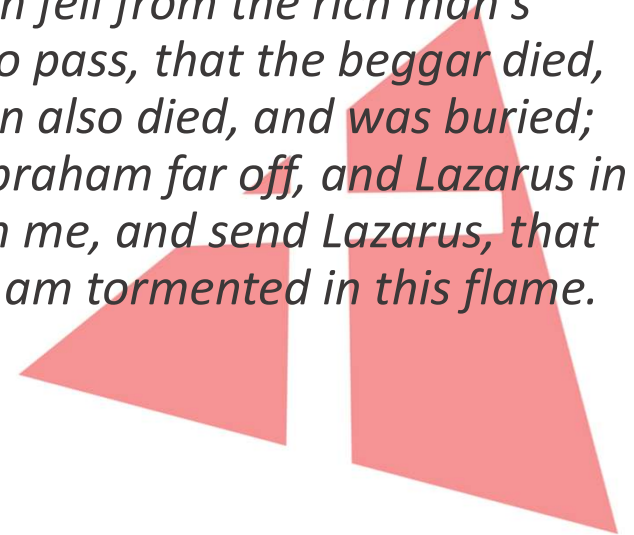 fell from the rich man's
pass, that the beggar died,
also died, and was buried;
far off, and Lazarus in
me, and send Lazarus, that
am tormented in this flame.